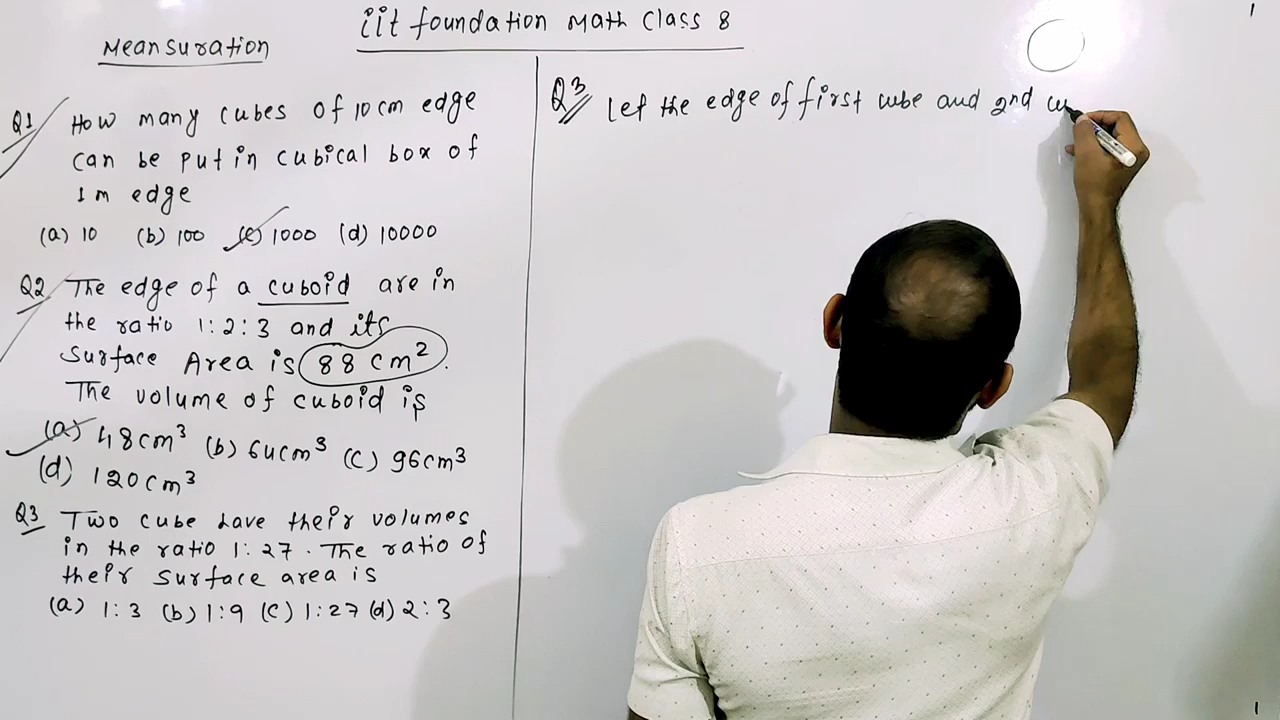 iit foundation Math Class 8
Meansuration
Q1 How many cubes of 10 cm edge
can be put in cubical box of
1 m edge
(a) 10 (b) 100 (c) 1000 (d) 10000
Q2 The edge of a cuboid are in
the ratio 1:2:3 and its
surface Area is 88 cm².
The volume of cuboid is
(a) 48cm³ (b) 64cm³ (c) 96cm³
(d) 120cm³
Q3 Two cube have their volumes
in the ratio 1:27. The ratio of
their surface area is
(a) 1:3 (b) 1:9 (c) 1:27 (d) 2:3
Q3 Let the edge of first cube and 2nd cu